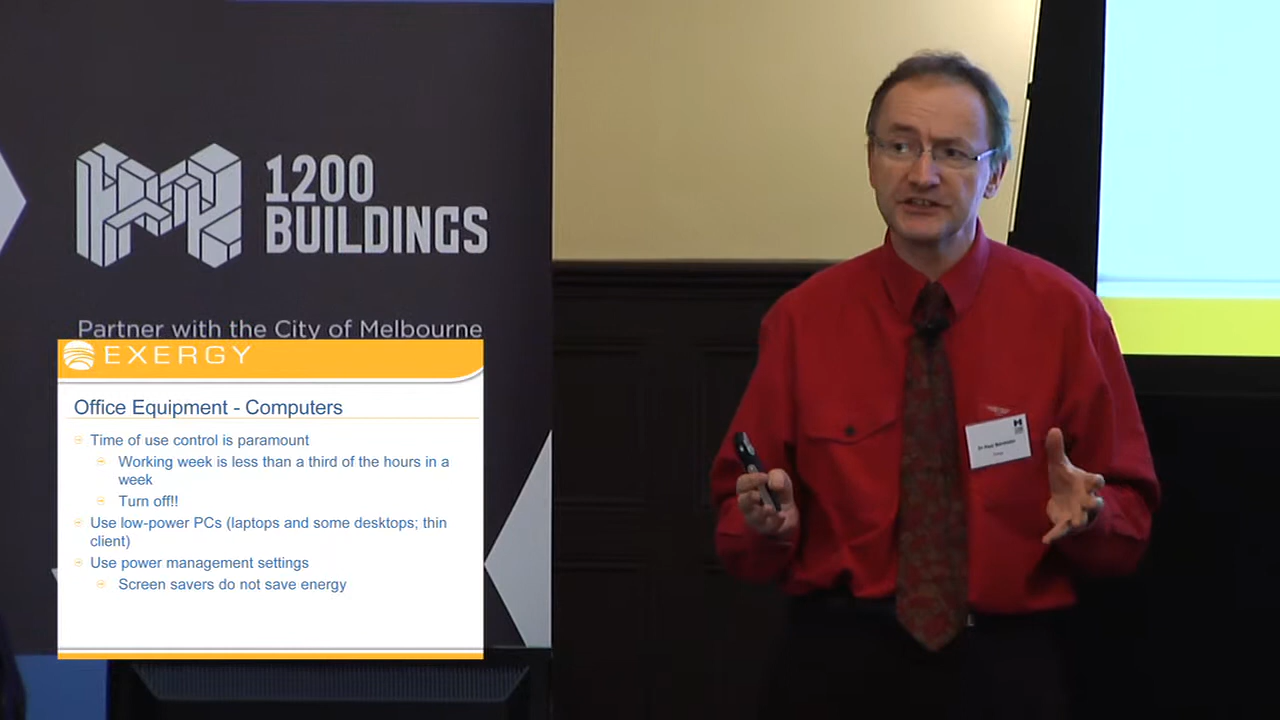 1200
BUILDINGS
Partner with the City of Melbourne
EXERGY
Office Equipment - Computers
Time of use control is paramount
Working week is less than a third of the hours in a
week
Turn off!!
Use low-power PCs (laptops and some desktops; thin
client)
Use power management settings
Screen savers do not save energy
Dr Paul